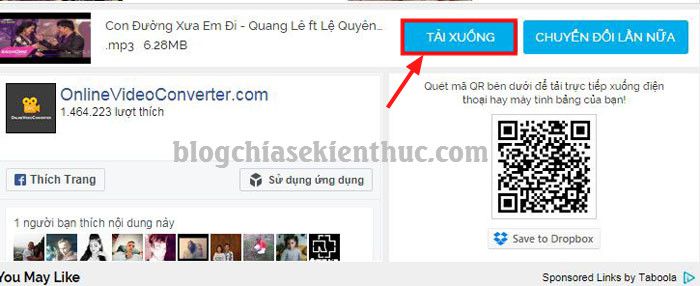 Con Đường Xưa Em Đi - Quang Lê ft Lệ Quyên...
.mp3 6.28MB
TẢI XUỐNG
CHUYỂN ĐỔI LẦN NỮA
OnlineVideoConverter.com
1.464.223 lượt thích
ONLINEVIDEOCONVERTER
Thích Trang
Sử dụng ứng dụng
1 người bạn thích nội dung này
Quét mã QR bên dưới để tải trực tiếp xuống điện
thoại hay máy tính bảng của bạn!
Save to Dropbox
blogchiasekienthuc.com
You May Like
Sponsored Links by Taboola